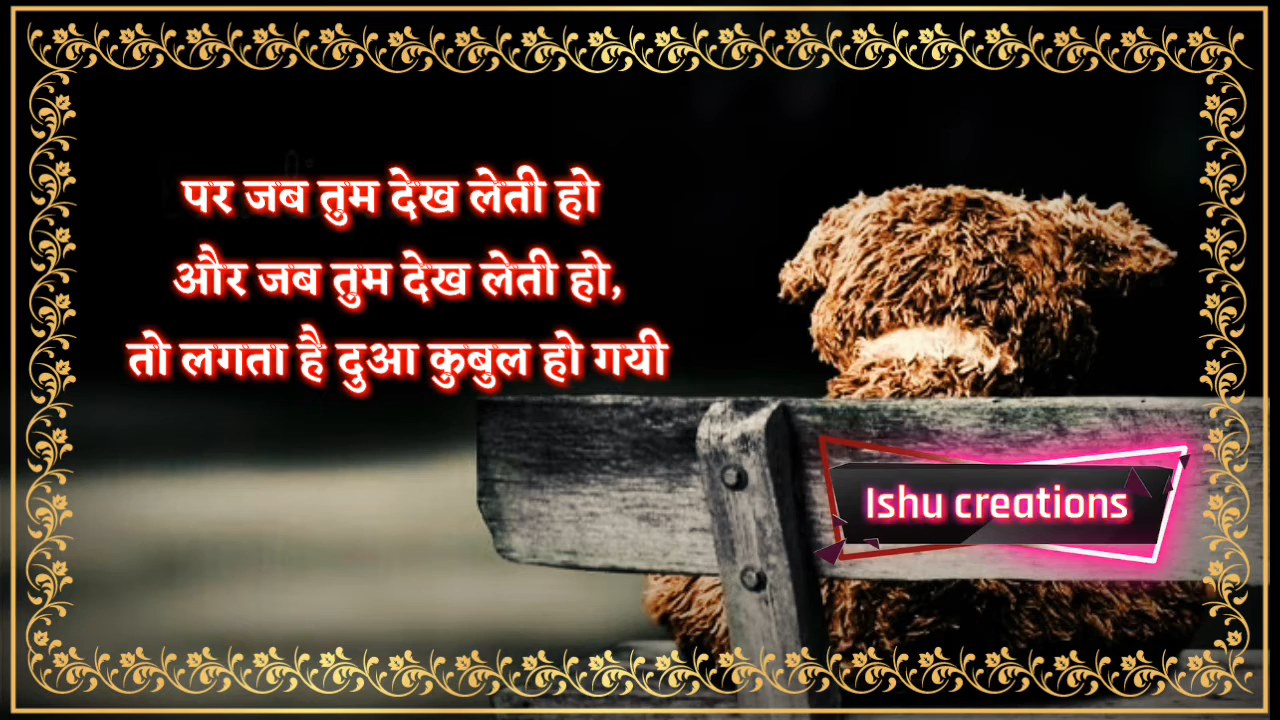 पर जब तुम देख लेती हो
और जब तुम देख लेती हो,
तो लगता है दुआ कुबुल हो गयी
Ishu creations